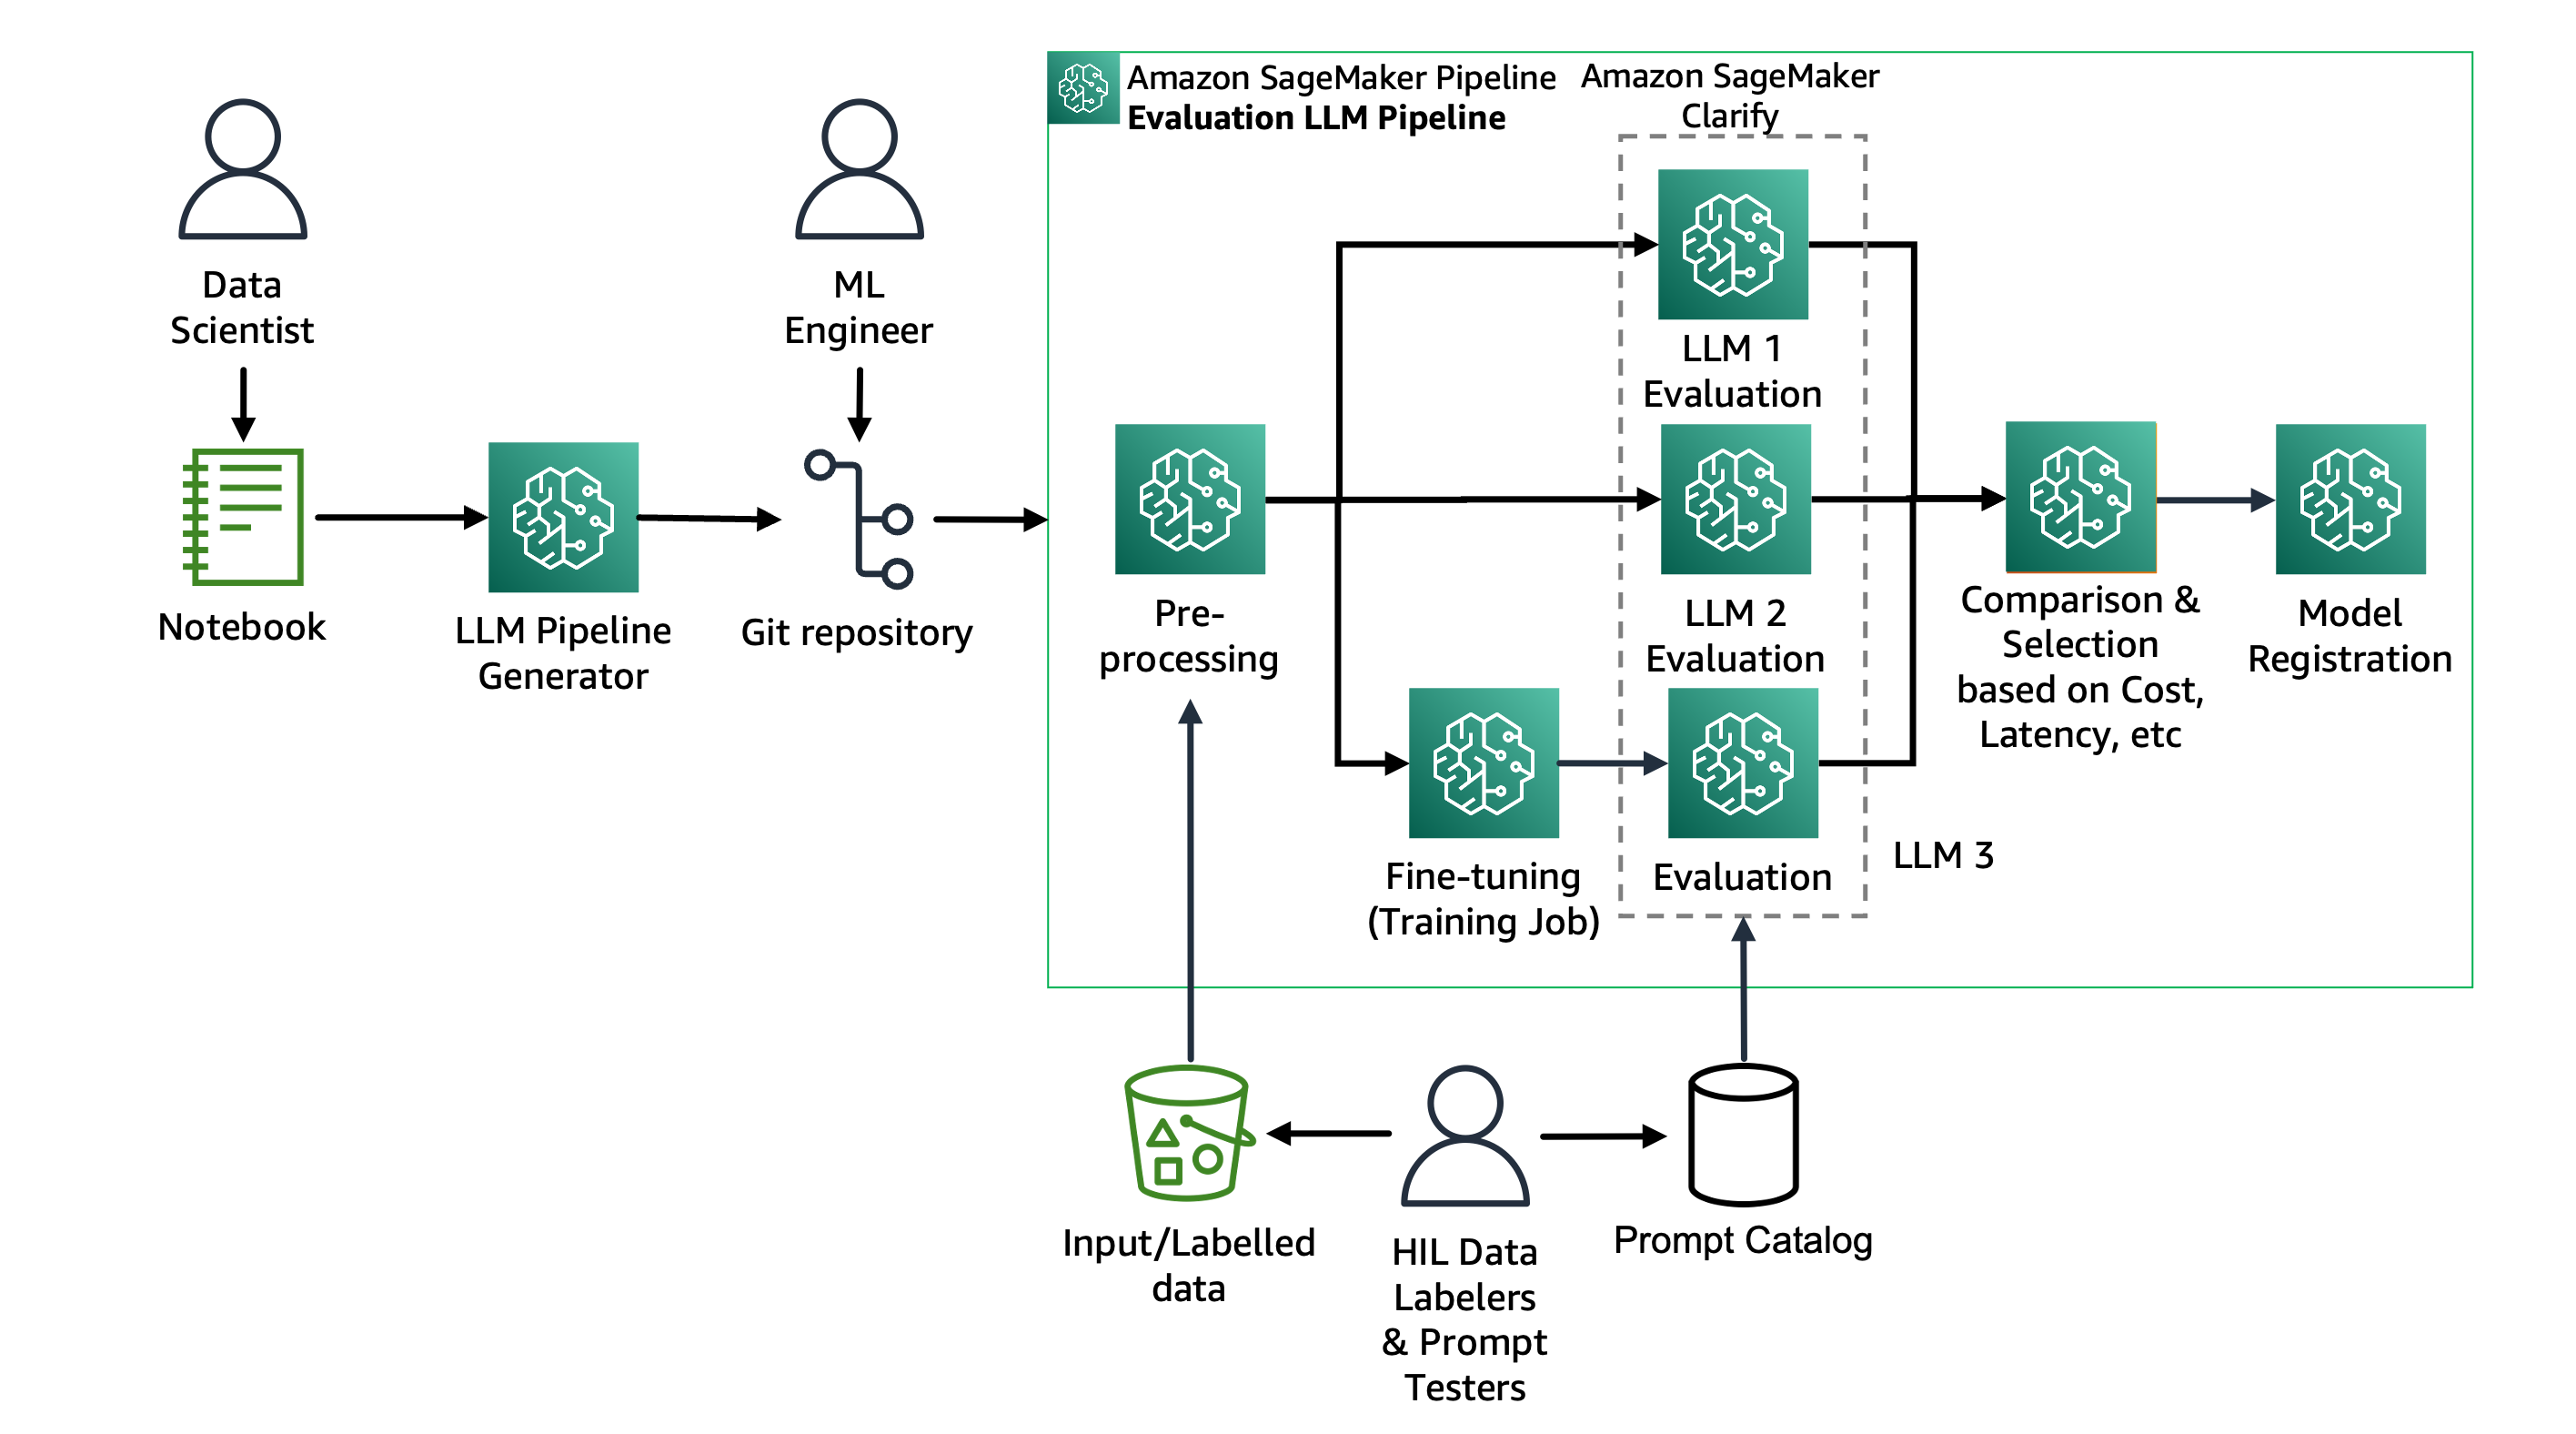 Amazon SageMaker Pipeline
Evaluation LLM Pipeline
Amazon SageMaker
Clarify
Data
Scientist
ML
Engineer
LLM 1
Evaluation
Notebook
LLM Pipeline
Generator
Git repository
Pre-
processing
LLM 2
Evaluation
Comparison &
Selection
based on Cost,
Latency, etc
Model
Registration
Fine-tuning
(Training Job)
Evaluation
LLM 3
Input/Labelled
data
HIL Data
Labelers
& Prompt
Testers
Prompt Catalog